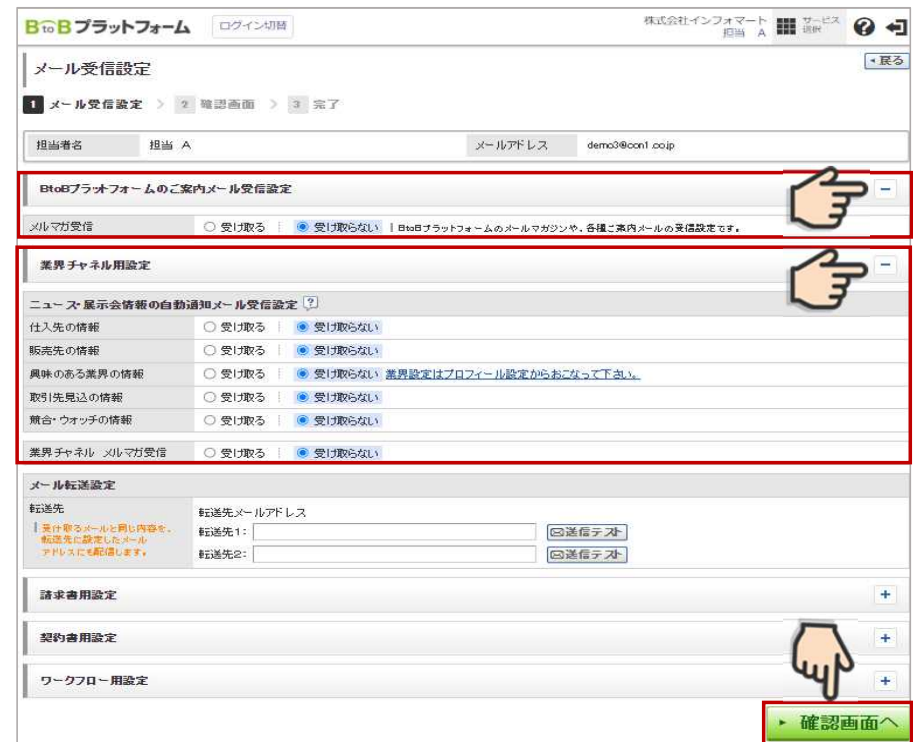 BtoBプラットフォーム ログイン切替 株式会社インフォマート サービス
担当 A 選択
メール受信設定 戻る
1 メール受信設定 > 2 確認画面 > 3 完了
担当者名 担当 A メールアドレス demo3@con1.co.jp
BtoBプラットフォームのご案内メール受信設定
メルマガ受信 受け取る 受け取らない BtoBプラットフォームのメールマガジンや、各種ご案内メールの受信設定です。
業界チャネル用設定
ニュース・展示会情報の自動通知メール受信設定 ?
仕入先の情報 受け取る 受け取らない
販売先の情報 受け取る 受け取らない
興味のある業界の情報 受け取る 受け取らない 業界設定はプロフィール設定からおこなって下さい。
取引先見込の情報 受け取る 受け取らない
競合・ウォッチの情報 受け取る 受け取らない
業界チャネル メルマガ受信 受け取る 受け取らない
メール転送設定
転送先 転送先メールアドレス
受け取るメールと同じ内容を、
転送先に設定したメール
アドレスにも配信します。
転送先1: 送信テスト
転送先2: 送信テスト
請求書用設定
契約書用設定
ワークフロー用設定
確認画面へ